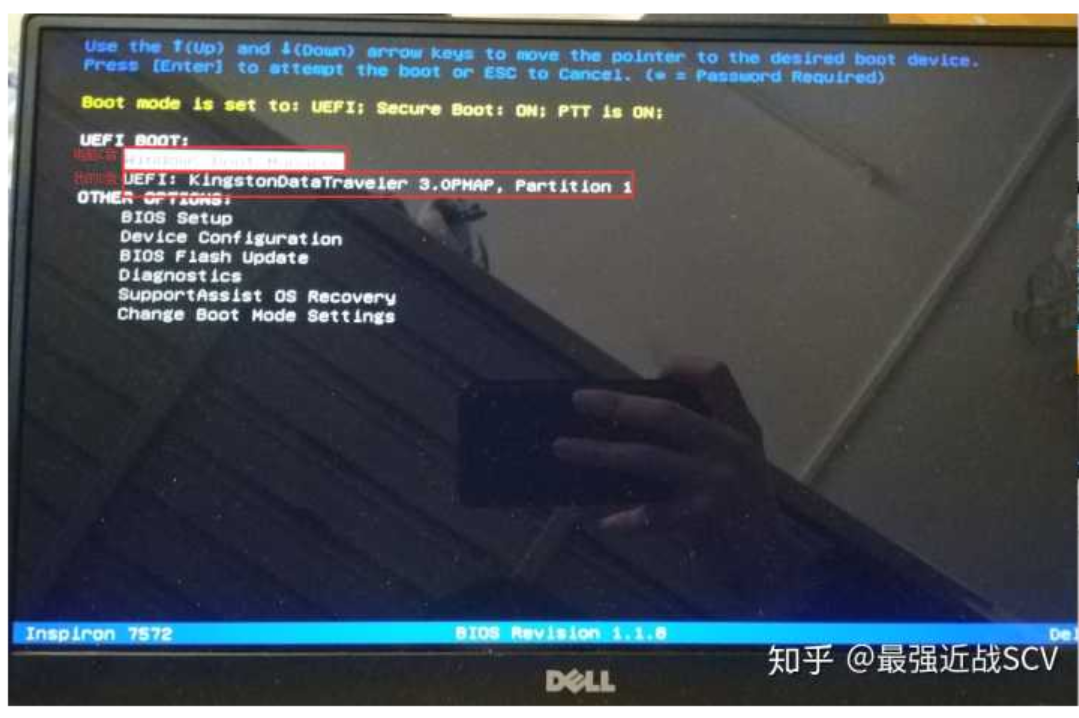 Use the ↑(Up) and ↓(Down) arrow keys to move the pointer to the desired boot device.
Press [Enter] to attempt the boot or ESC to Cancel. (* = Password Required)
Boot mode is set to: UEFI; Secure Boot: ON; PTT is ON;
UEFI BOOT:
Windows Boot Manager
UEFI: KingstonDataTraveler 3.0PMAP, Partition 1
OTHER OPTIONS:
BIOS Setup
Device Configuration
BIOS Flash Update
Diagnostics
SupportAssist OS Recovery
Change Boot Mode Settings
Inspiron 7572
BIOS Revision 1.1.8
Del
DELL
知乎 @最强近战SCV